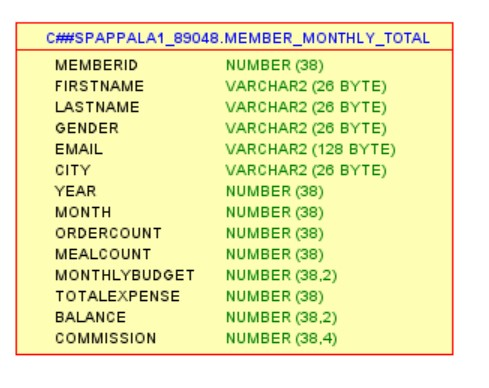 C##SPAPPALA1_89048.MEMBER_MONTHLY_TOTAL
MEMBERID NUMBER (38)
FIRSTNAME VARCHAR2 (26 BYTE)
LASTNAME VARCHAR2 (26 BYTE)
GENDER VARCHAR2 (26 BYTE)
EMAIL VARCHAR2 (128 BYTE)
CITY VARCHAR2 (26 BYTE)
YEAR NUMBER (38)
MONTH NUMBER (38)
ORDERCOUNT NUMBER (38)
MEALCOUNT NUMBER (38)
MONTHLYBUDGET NUMBER (38,2)
TOTALEXPENSE NUMBER (38)
BALANCE NUMBER (38,2)
COMMISSION NUMBER (38,4)